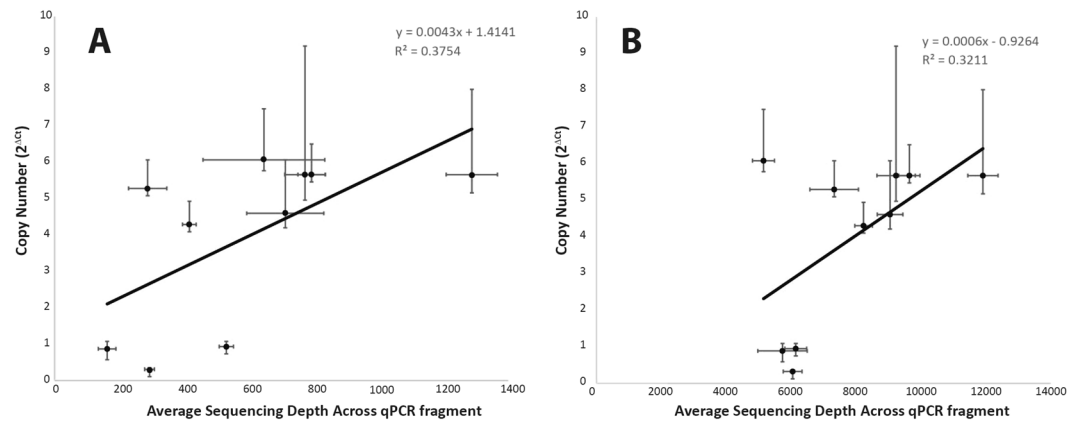 A
y = 0.0043x + 1.4141
R² = 0.3754
Copy Number (2^ΔCt)
10
9
8
7
6
5
4
3
2
1
0
0 200 400 600 800 1000 1200 1400
Average Sequencing Depth Across qPCR fragment
B
y = 0.0006x - 0.9264
R² = 0.3211
Copy Number (2^ΔCt)
10
9
8
7
6
5
4
3
2
1
0
0 2000 4000 6000 8000 10000 12000 14000
Average Sequencing Depth Across qPCR fragment